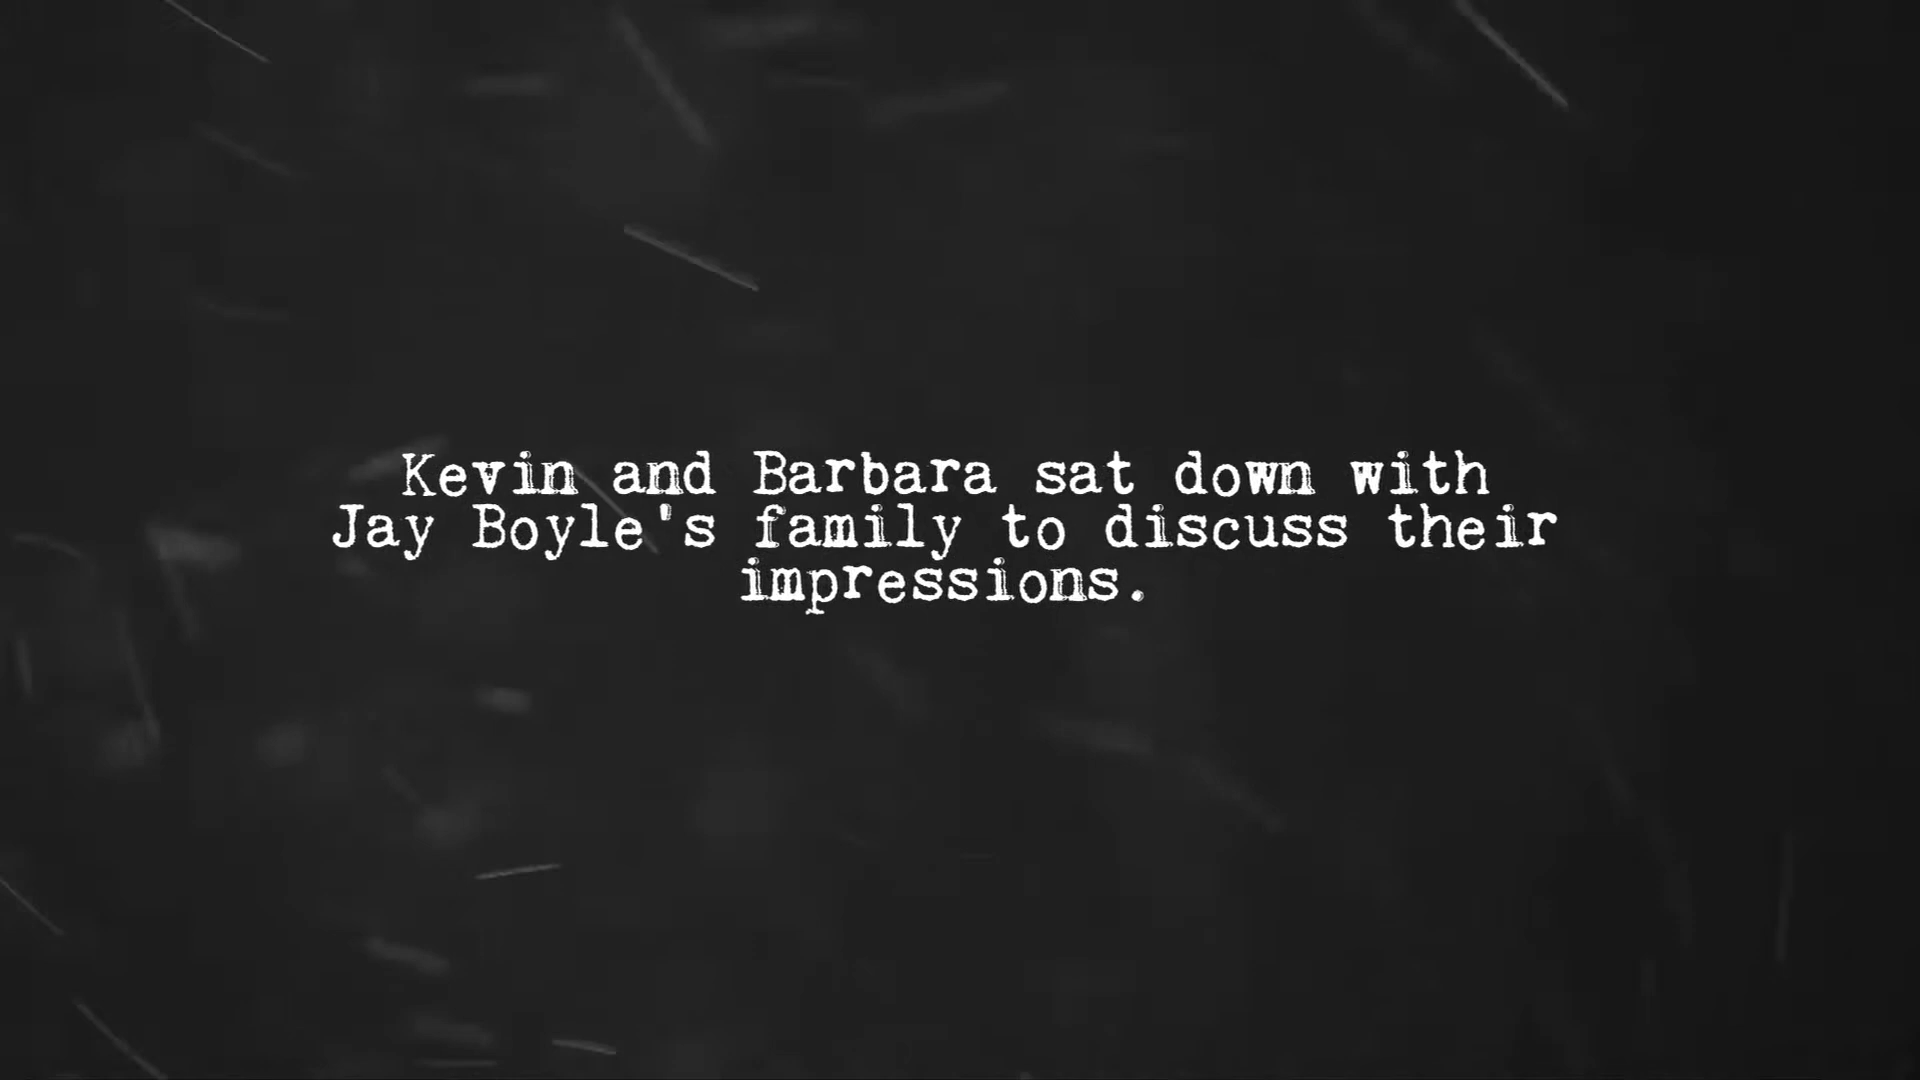 Kevin and Barbara sat down with
Jay Boyle's family to discuss their
impressions.